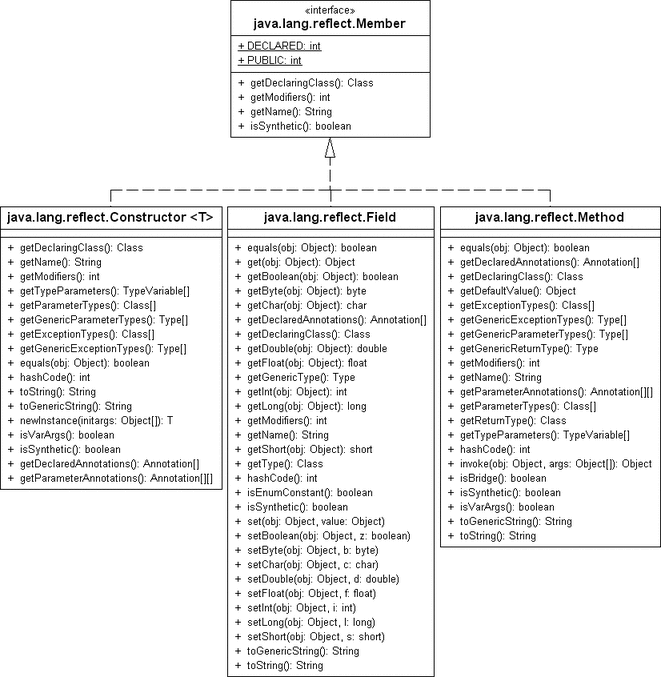 «interface»
java.lang.reflect.Member
+ DECLARED: int
+ PUBLIC: int
+ getDeclaringClass(): Class
+ getModifiers(): int
+ getName(): String
+ isSynthetic(): boolean
java.lang.reflect.Constructor <T>
+ getDeclaringClass(): Class
+ getName(): String
+ getModifiers(): int
+ getTypeParameters(): TypeVariable[]
+ getParameterTypes(): Class[]
+ getGenericParameterTypes(): Type[]
+ getExceptionTypes(): Class[]
+ getGenericExceptionTypes(): Type[]
+ equals(obj: Object): boolean
+ hashCode(): int
+ toString(): String
+ toGenericString(): String
+ newInstance(initargs: Object[]): T
+ isVarArgs(): boolean
+ isSynthetic(): boolean
+ getDeclaredAnnotations(): Annotation[]
+ getParameterAnnotations(): Annotation[][]
java.lang.reflect.Field
+ equals(obj: Object): boolean
+ get(obj: Object): Object
+ getBoolean(obj: Object): boolean
+ getByte(obj: Object): byte
+ getChar(obj: Object): char
+ getDeclaredAnnotations(): Annotation[]
+ getDeclaringClass(): Class
+ getDouble(obj: Object): double
+ getFloat(obj: Object): float
+ getGenericType(): Type
+ getInt(obj: Object): int
+ getLong(obj: Object): long
+ getModifiers(): int
+ getName(): String
+ getShort(obj: Object): short
+ getType(): Class
+ hashCode(): int
+ isEnumConstant(): boolean
+ isSynthetic(): boolean
+ set(obj: Object, value: Object)
+ setBoolean(obj: Object, z: boolean)
+ setByte(obj: Object, b: byte)
+ setChar(obj: Object, c: char)
+ setDouble(obj: Object, d: double)
+ setFloat(obj: Object, f: float)
+ setInt(obj: Object, i: int)
+ setLong(obj: Object, l: long)
+ setShort(obj: Object, s: short)
+ toGenericString(): String
+ toString(): String
java.lang.reflect.Method
+ equals(obj: Object): boolean
+ getDeclaredAnnotations(): Annotation[]
+ getDeclaringClass(): Class
+ getDefaultValue(): Object
+ getExceptionTypes(): Class[]
+ getGenericExceptionTypes(): Type[]
+ getGenericParameterTypes(): Type[]
+ getGenericReturnType(): Type
+ getModifiers(): int
+ getName(): String
+ getParameterAnnotations(): Annotation[][]
+ getParameterTypes(): Class[]
+ getReturnType(): Class
+ getTypeParameters(): TypeVariable[]
+ hashCode(): int
+ invoke(obj: Object, args: Object[]): Object
+ isBridge(): boolean
+ isSynthetic(): boolean
+ isVarArgs(): boolean
+ toGenericString(): String
+ toString(): String